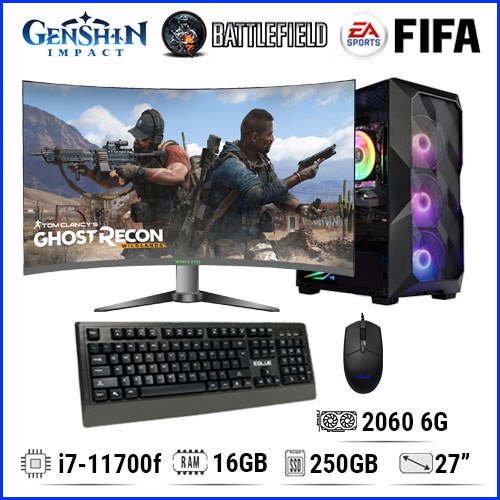 GENSHIN
IMPACT
BATTLEFIELD
EA
SPORTS
FIFA
TOM CLANCY'S
GHOST RECON
WILDLANDS
2060 6G
i7-11700f
RAM
16GB
SSD
250GB
27”